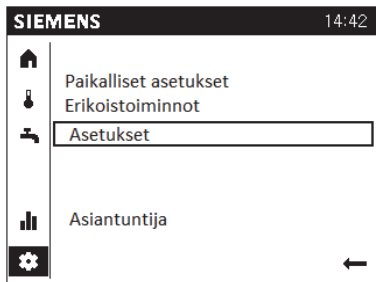 SIEMENS 14:42
Paikalliset asetukset
Erikoistoiminnot
Asetukset
Asiantuntija